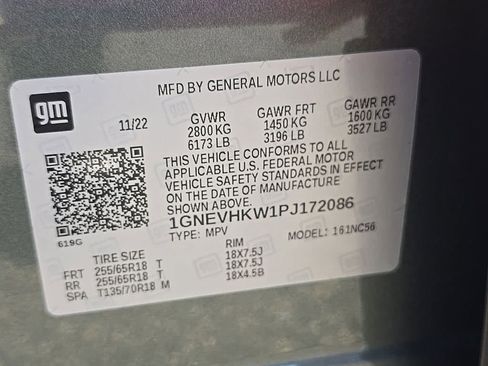 gm
MFD BY GENERAL MOTORS LLC
11/22 GVWR GAWR FRT GAWR RR
2800 KG 1450 KG 1600 KG
6173 LB 3196 LB 3527 LB
THIS VEHICLE CONFORMS TO ALL
APPLICABLE U.S. FEDERAL MOTOR
VEHICLE SAFETY STANDARDS IN EFFECT
ON THE DATE OF MANUFACTURE
SHOWN ABOVE.
619G
1GNEVHKW1PJ172086
TYPE: MPV MODEL: 161NC56
TIRE SIZE RIM
FRT 255/65R18 T 18X7.5J
RR 255/65R18 T 18X7.5J
SPA T135/70R18 M 18X4.5B